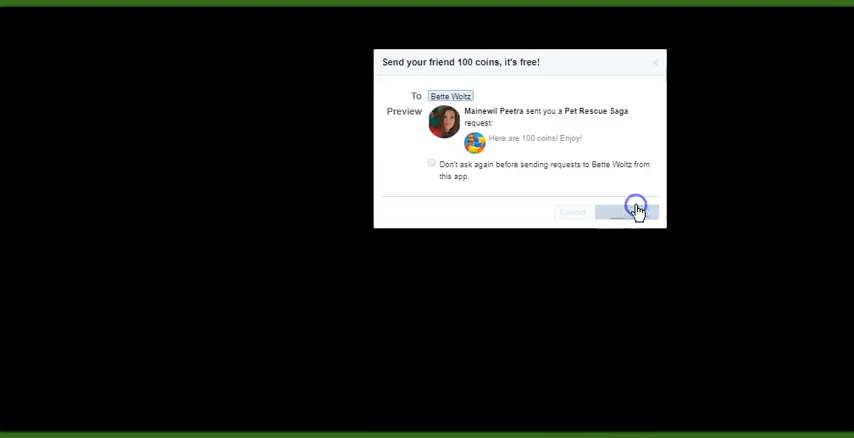 Send your friend 100 coins, it's free!
To Bette Woltz
Preview Mainewil Peetra sent you a Pet Rescue Saga
request:
Here are 100 coins! Enjoy!
Don't ask again before sending requests to Bette Woltz from
this app.
Cancel